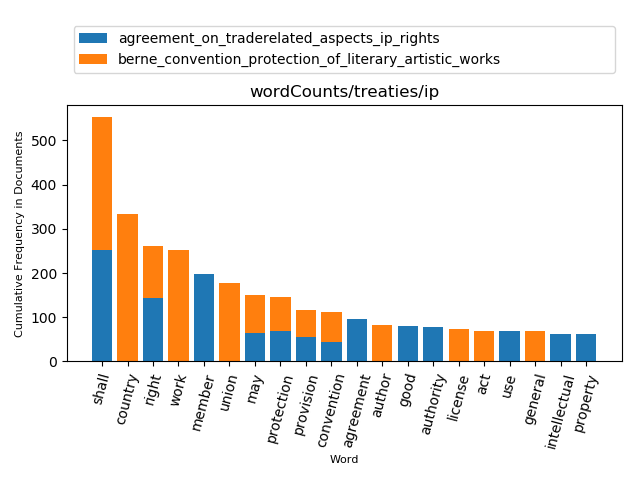 agreement_on_traderelated_aspects_ip_rights
berne_convention_protection_of_literary_artistic_works
wordCounts/treaties/ip
Cumulative Frequency in Documents
500
400
300
200
100
0
shall
country
right
work
member
union
may
protection
provision
convention
agreement
author
good
authority
license
act
use
general
intellectual
property
Word